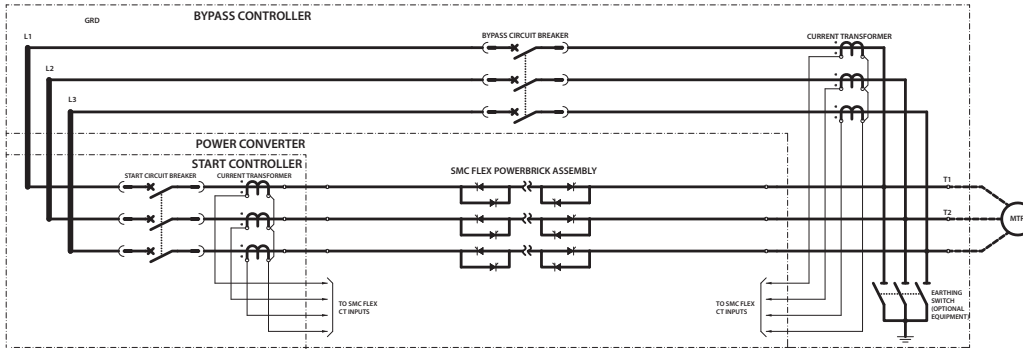 BYPASS CONTROLLER
GRD
L1
BYPASS CIRCUIT BREAKER
CURRENT TRANSFORMER
L2
L3
POWER CONVERTER
START CONTROLLER
START CIRCUIT BREAKER
CURRENT TRANSFORMER
SMC FLEX POWERBRICK ASSEMBLY
T1
T2
MTR
TO SMC FLEX
CT INPUTS
TO SMC FLEX
CT INPUTS
EARTHING
SWITCH
(OPTIONAL
EQUIPMENT)